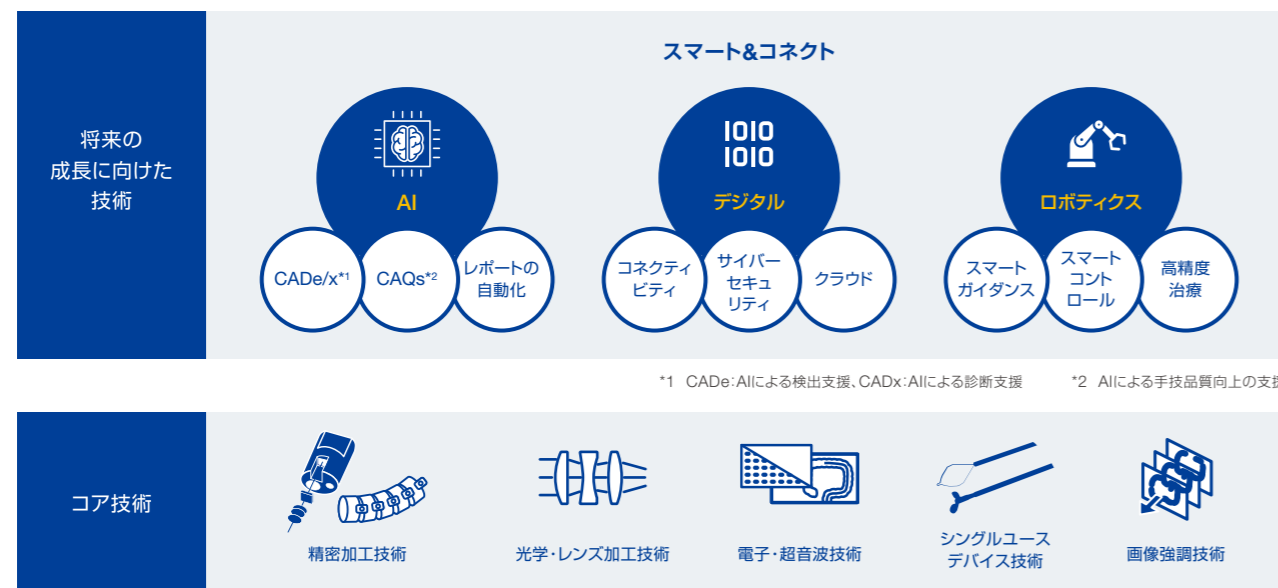 将来の
成長に向けた
技術
スマート&コネクト
AI
CADe/x*1
CAQs*2
レポートの
自動化
1010
1010
デジタル
コネクティ
ビティ
サイバー
セキュ
リティ
クラウド
ロボティクス
スマート
ガイダンス
スマート
コント
ロール
高精度
治療
*1 CADe：AIによる検出支援、CADx：AIによる診断支援
*2 AIによる手技品質向上の支援
コア技術
精密加工技術
光学・レンズ加工技術
電子・超音波技術
シングルユース
デバイス技術
画像強調技術